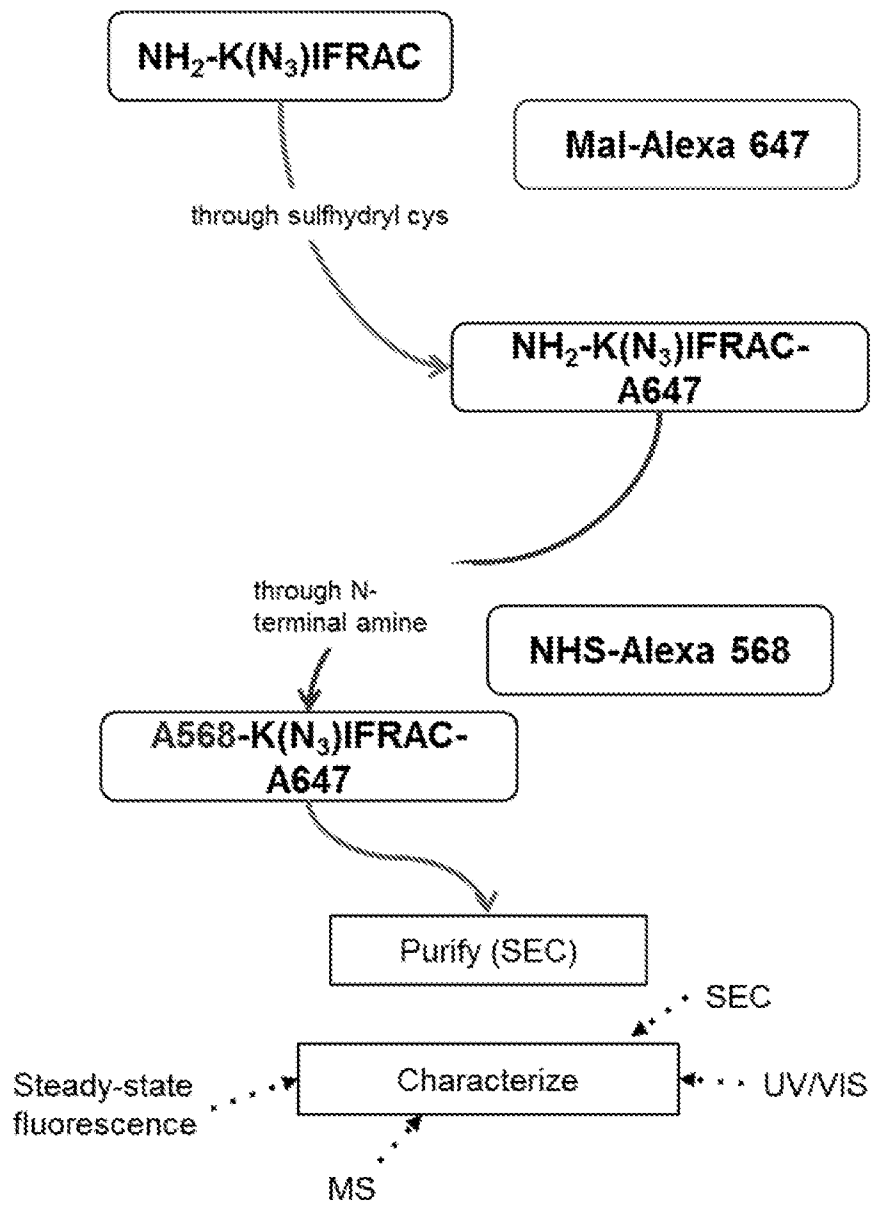 NH₂-K(N₃)IFRAC
Mal-Alexa 647
through sulfhydryl cys
NH₂-K(N₃)IFRAC-
A647
through N-
terminal amine
NHS-Alexa 568
A568-K(N₃)IFRAC-
A647
Purify (SEC)
SEC
Characterize
Steady-state
fluorescence
UV/VIS
MS